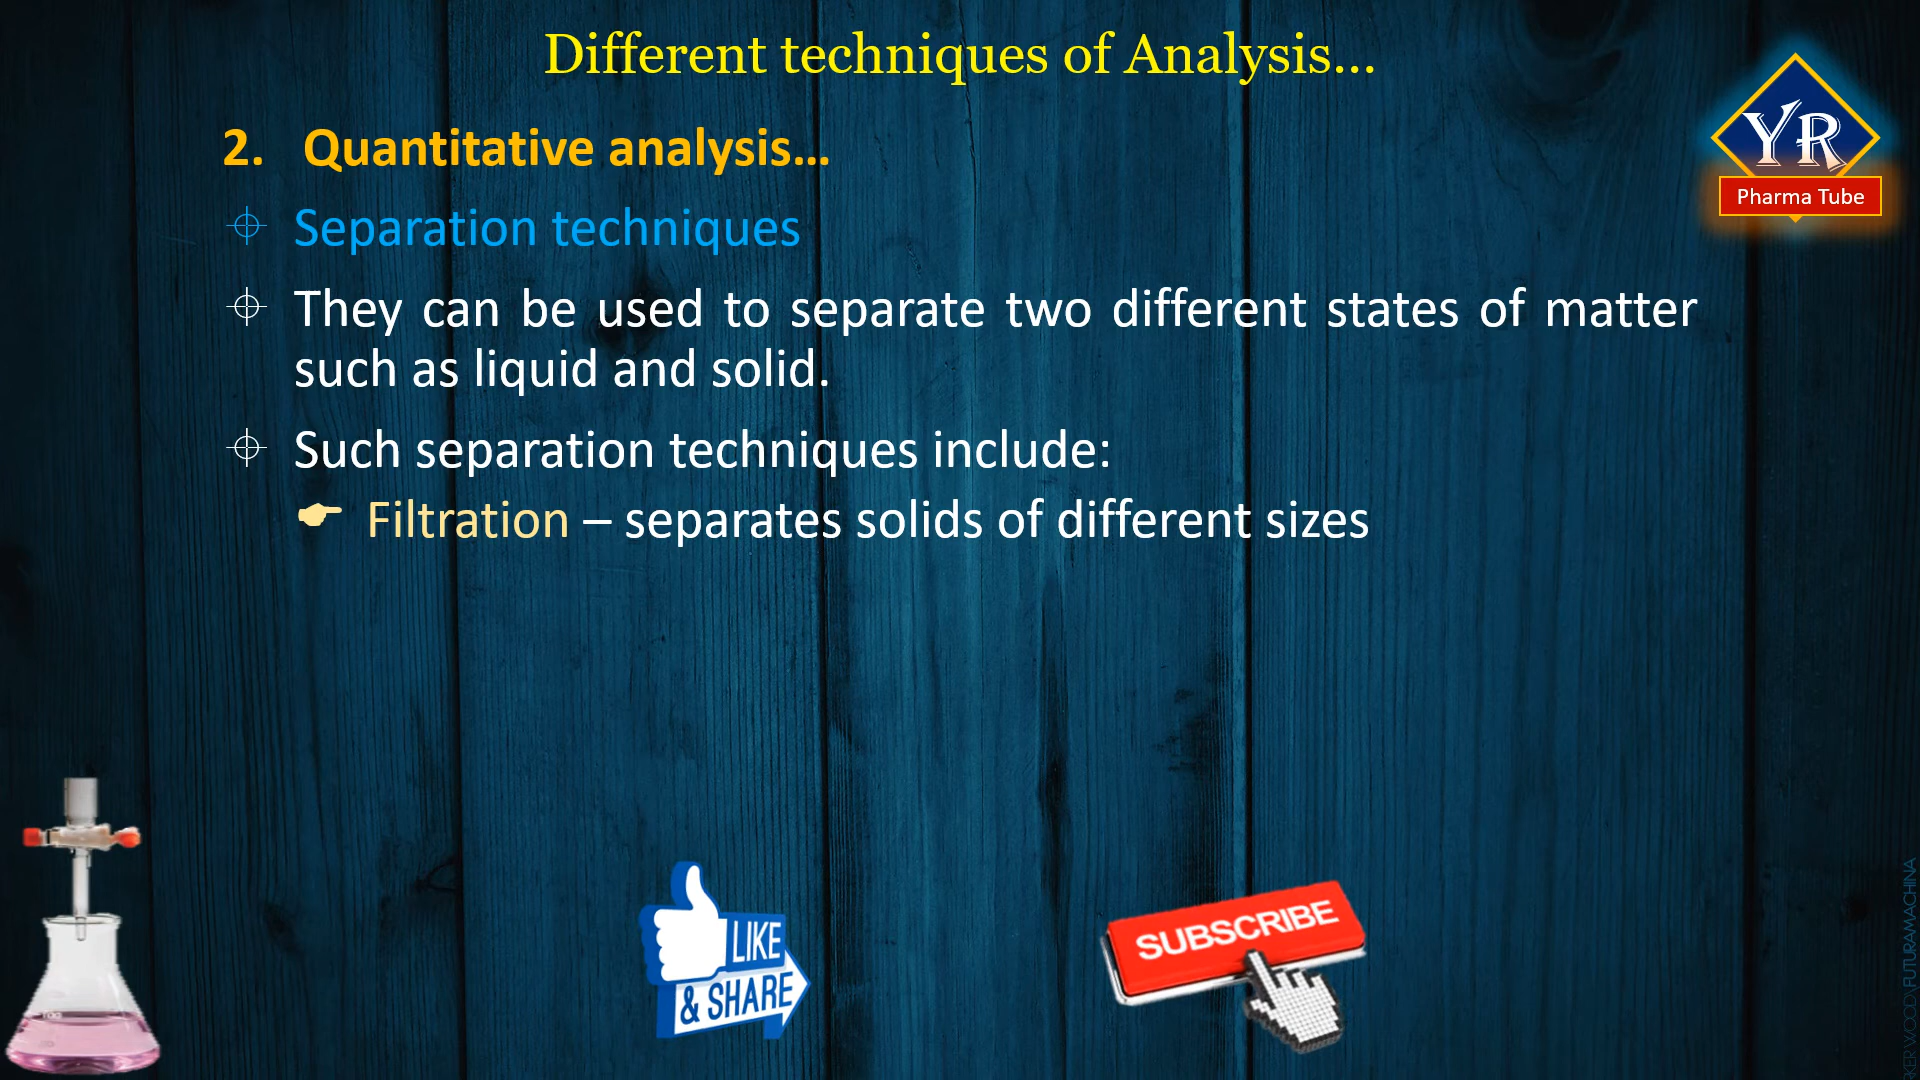 Different techniques of Analysis...
YR
Pharma Tube
2. Quantitative analysis...
Separation techniques
They can be used to separate two different states of matter
such as liquid and solid.
Such separation techniques include:
Filtration – separates solids of different sizes
LIKE
& SHARE
SUBSCRIBE
FUTURAMACHINA